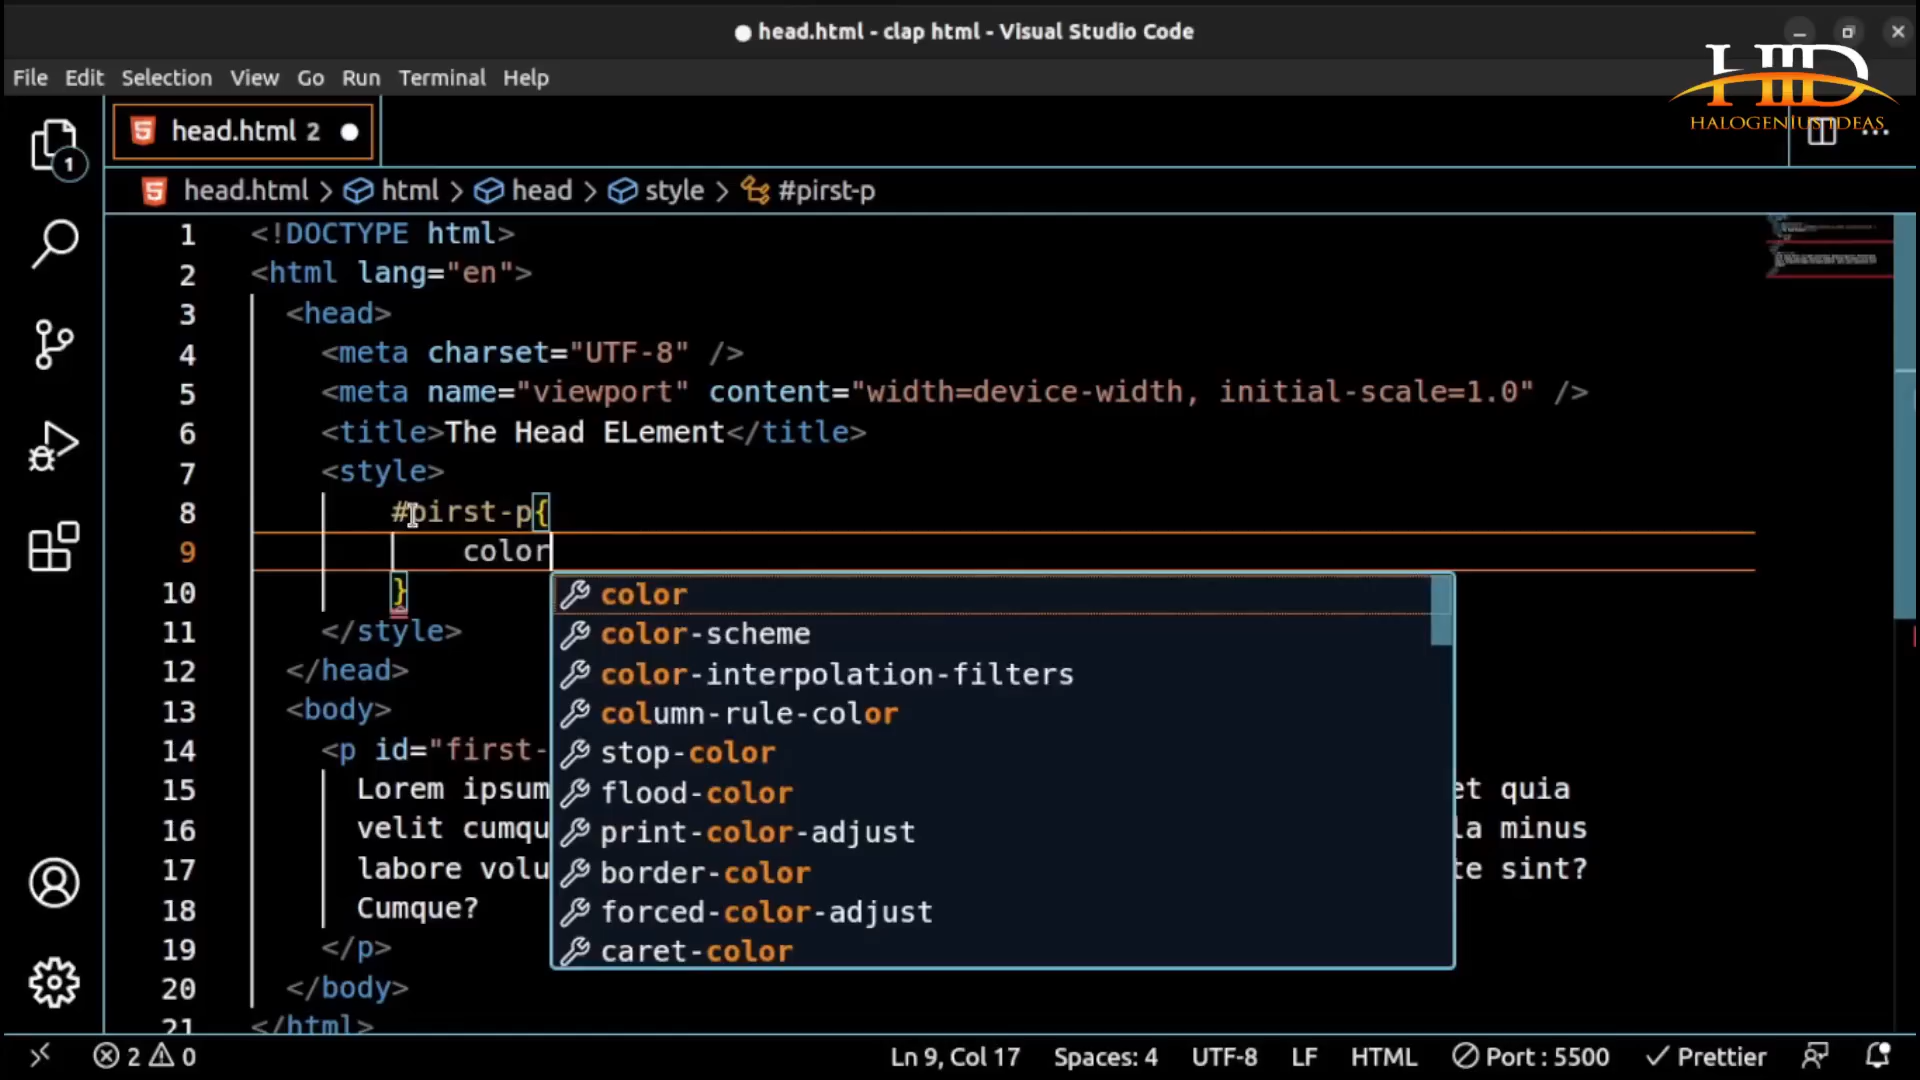 head.html - clap html - Visual Studio Code
File Edit Selection View Go Run Terminal Help
HID
HALOGENIUS IDEAS
head.html 2
1
head.html > html > head > style > #pirst-p
1 <!DOCTYPE html>
2 <html lang="en">
3 <head>
4 <meta charset="UTF-8" />
5 <meta name="viewport" content="width=device-width, initial-scale=1.0" />
6 <title>The Head ELement</title>
7 <style>
8 #pirst-p{
9 color
10 }
color
color-scheme
color-interpolation-filters
column-rule-color
stop-color
flood-color
print-color-adjust
border-color
forced-color-adjust
caret-color
11 </style>
12 </head>
13 <body>
14 <p id="first-
15 Lorem ipsum et quia
16 velit cumqu la minus
17 labore volu te sint?
18 Cumque?
19 </p>
20 </body>
21 </html>
2 0 Ln 9, Col 17 Spaces: 4 UTF-8 LF HTML Port : 5500 Prettier